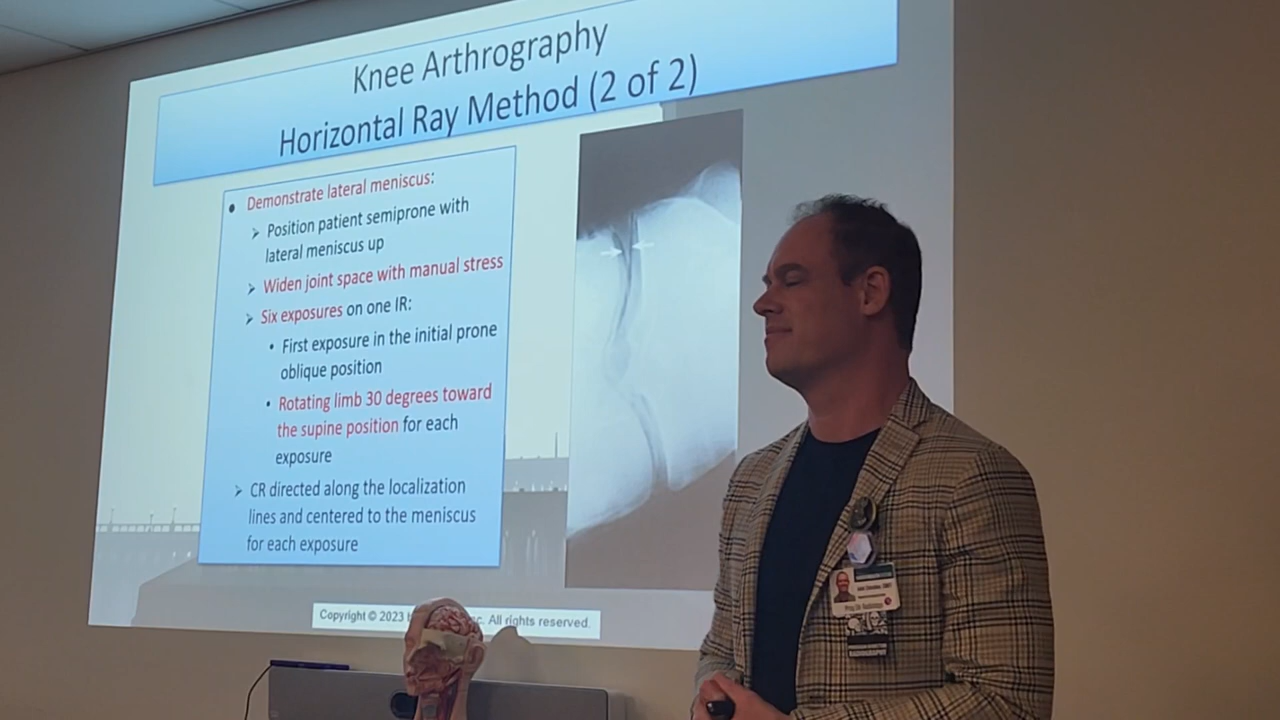 Knee Arthrography
Horizontal Ray Method (2 of 2)
• Demonstrate lateral meniscus:
➢ Position patient semiprone with
lateral meniscus up
➢ Widen joint space with manual stress
➢ Six exposures on one IR:
• First exposure in the initial prone
oblique position
• Rotating limb 30 degrees toward
the supine position for each
exposure
➢ CR directed along the localization
lines and centered to the meniscus
for each exposure
Copyright © 2023 All rights reserved.